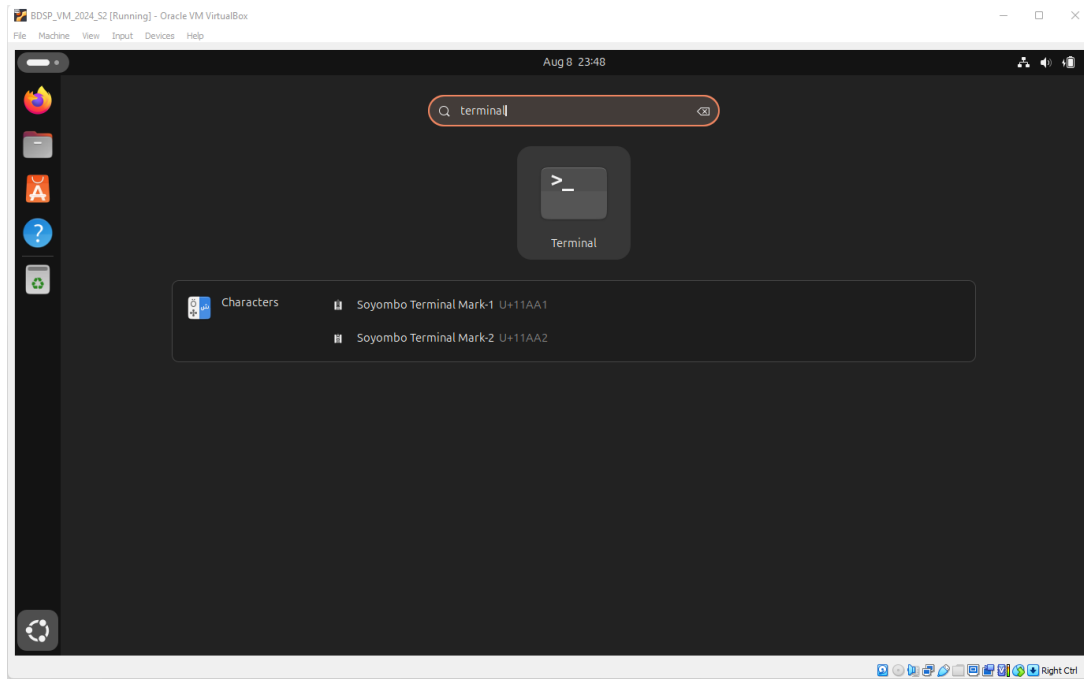 BDSP_VM_2024_S2 [Running] - Oracle VM VirtualBox
File Machine View Input Devices Help
Aug 8 23:48
terminal
>_
Terminal
Characters
Soyombo Terminal Mark-1 U+11AA1
Soyombo Terminal Mark-2 U+11AA2
Right Ctrl